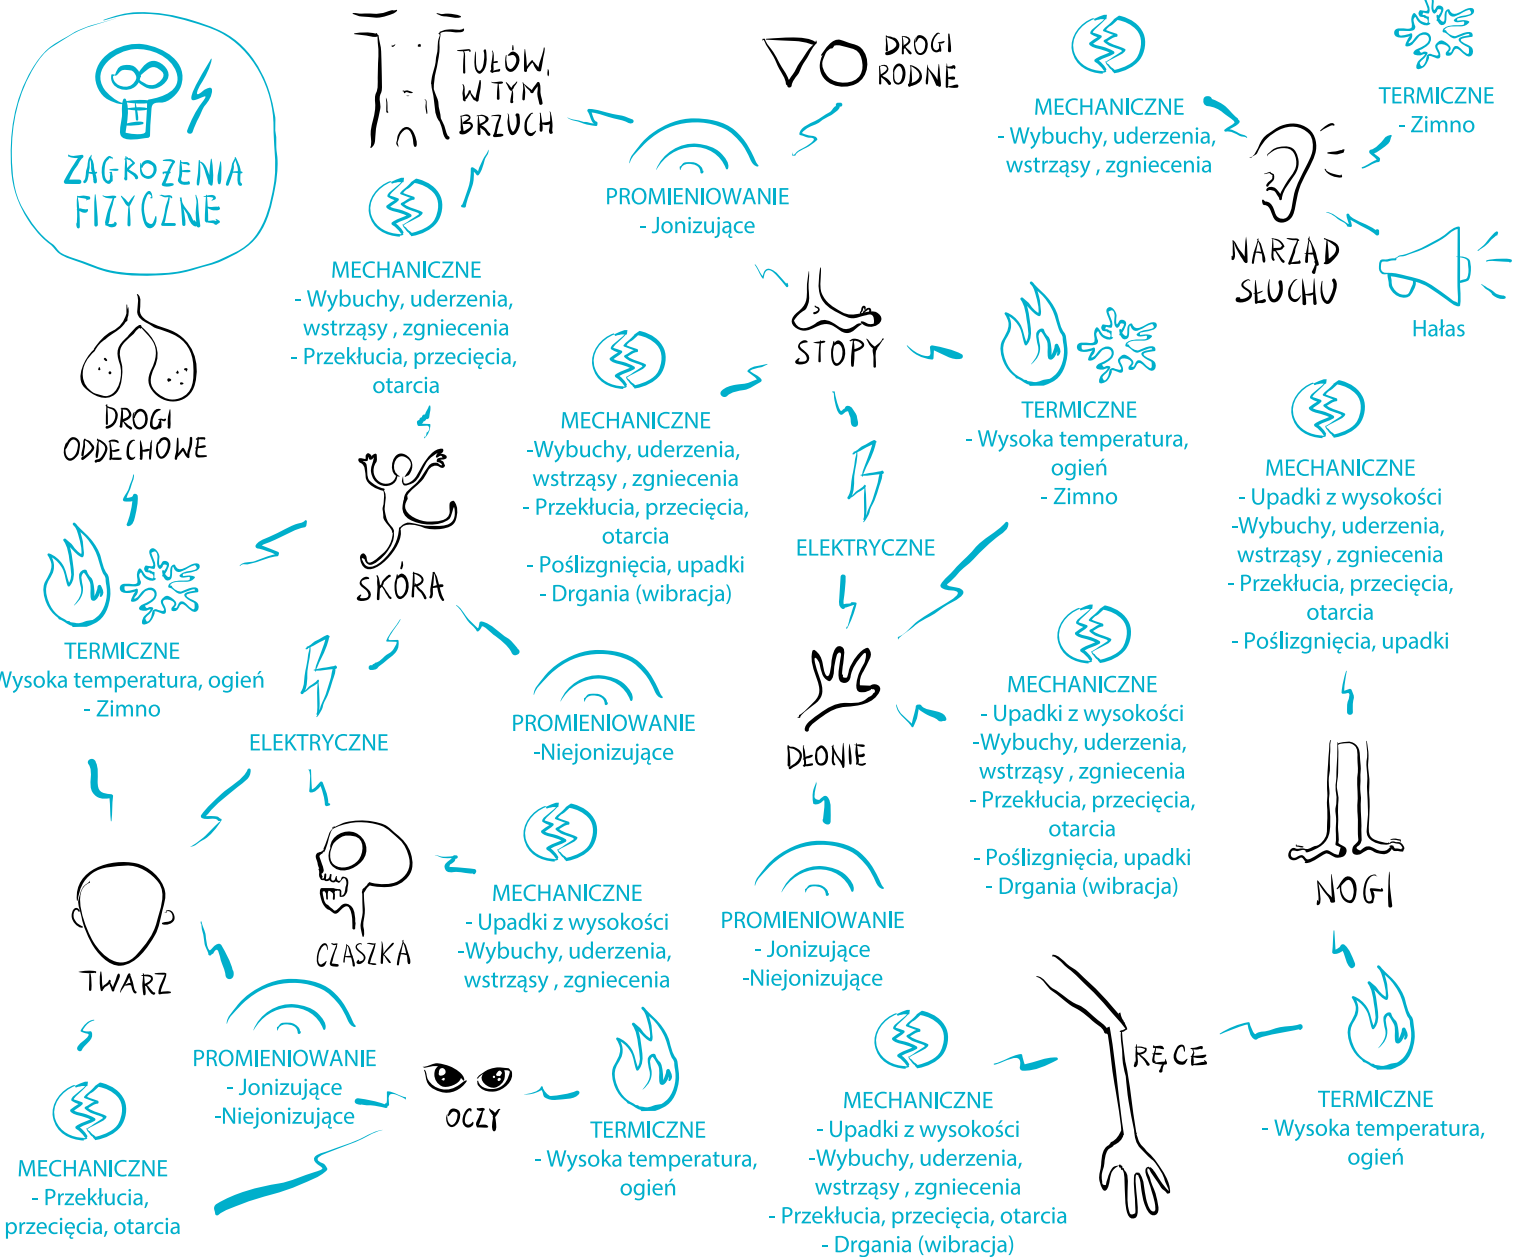 ZAGROŻENIA
FIZYCZNE
TUŁÓW,
W TYM
BRZUCH
DROGI
RODNE
MECHANICZNE
- Wybuchy, uderzenia,
wstrząsy , zgniecenia
TERMICZNE
- Zimno
PROMIENIOWANIE
- Jonizujące
NARZĄD
SŁUCHU
Hałas
MECHANICZNE
- Wybuchy, uderzenia,
wstrząsy , zgniecenia
- Przekłucia, przecięcia,
otarcia
STOPY
DROGI
ODDECHOWE
MECHANICZNE
-Wybuchy, uderzenia,
wstrząsy , zgniecenia
- Przekłucia, przecięcia,
otarcia
- Poślizgnięcia, upadki
- Drgania (wibracja)
TERMICZNE
- Wysoka temperatura,
ogień
- Zimno
MECHANICZNE
- Upadki z wysokości
-Wybuchy, uderzenia,
wstrząsy , zgniecenia
- Przekłucia, przecięcia,
otarcia
- Poślizgnięcia, upadki
ELEKTRYCZNE
SKÓRA
TERMICZNE
Wysoka temperatura, ogień
- Zimno
ELEKTRYCZNE
PROMIENIOWANIE
-Niejonizujące
DŁONIE
MECHANICZNE
- Upadki z wysokości
-Wybuchy, uderzenia,
wstrząsy , zgniecenia
- Przekłucia, przecięcia,
otarcia
- Poślizgnięcia, upadki
- Drgania (wibracja)
NOGI
CZASZKA
MECHANICZNE
- Upadki z wysokości
-Wybuchy, uderzenia,
wstrząsy , zgniecenia
PROMIENIOWANIE
- Jonizujące
-Niejonizujące
TWARZ
PROMIENIOWANIE
- Jonizujące
-Niejonizujące
OCZY
TERMICZNE
- Wysoka temperatura,
ogień
RĘCE
MECHANICZNE
- Upadki z wysokości
-Wybuchy, uderzenia,
wstrząsy , zgniecenia
- Przekłucia, przecięcia, otarcia
- Drgania (wibracja)
TERMICZNE
- Wysoka temperatura,
ogień
MECHANICZNE
- Przekłucia,
przecięcia, otarcia